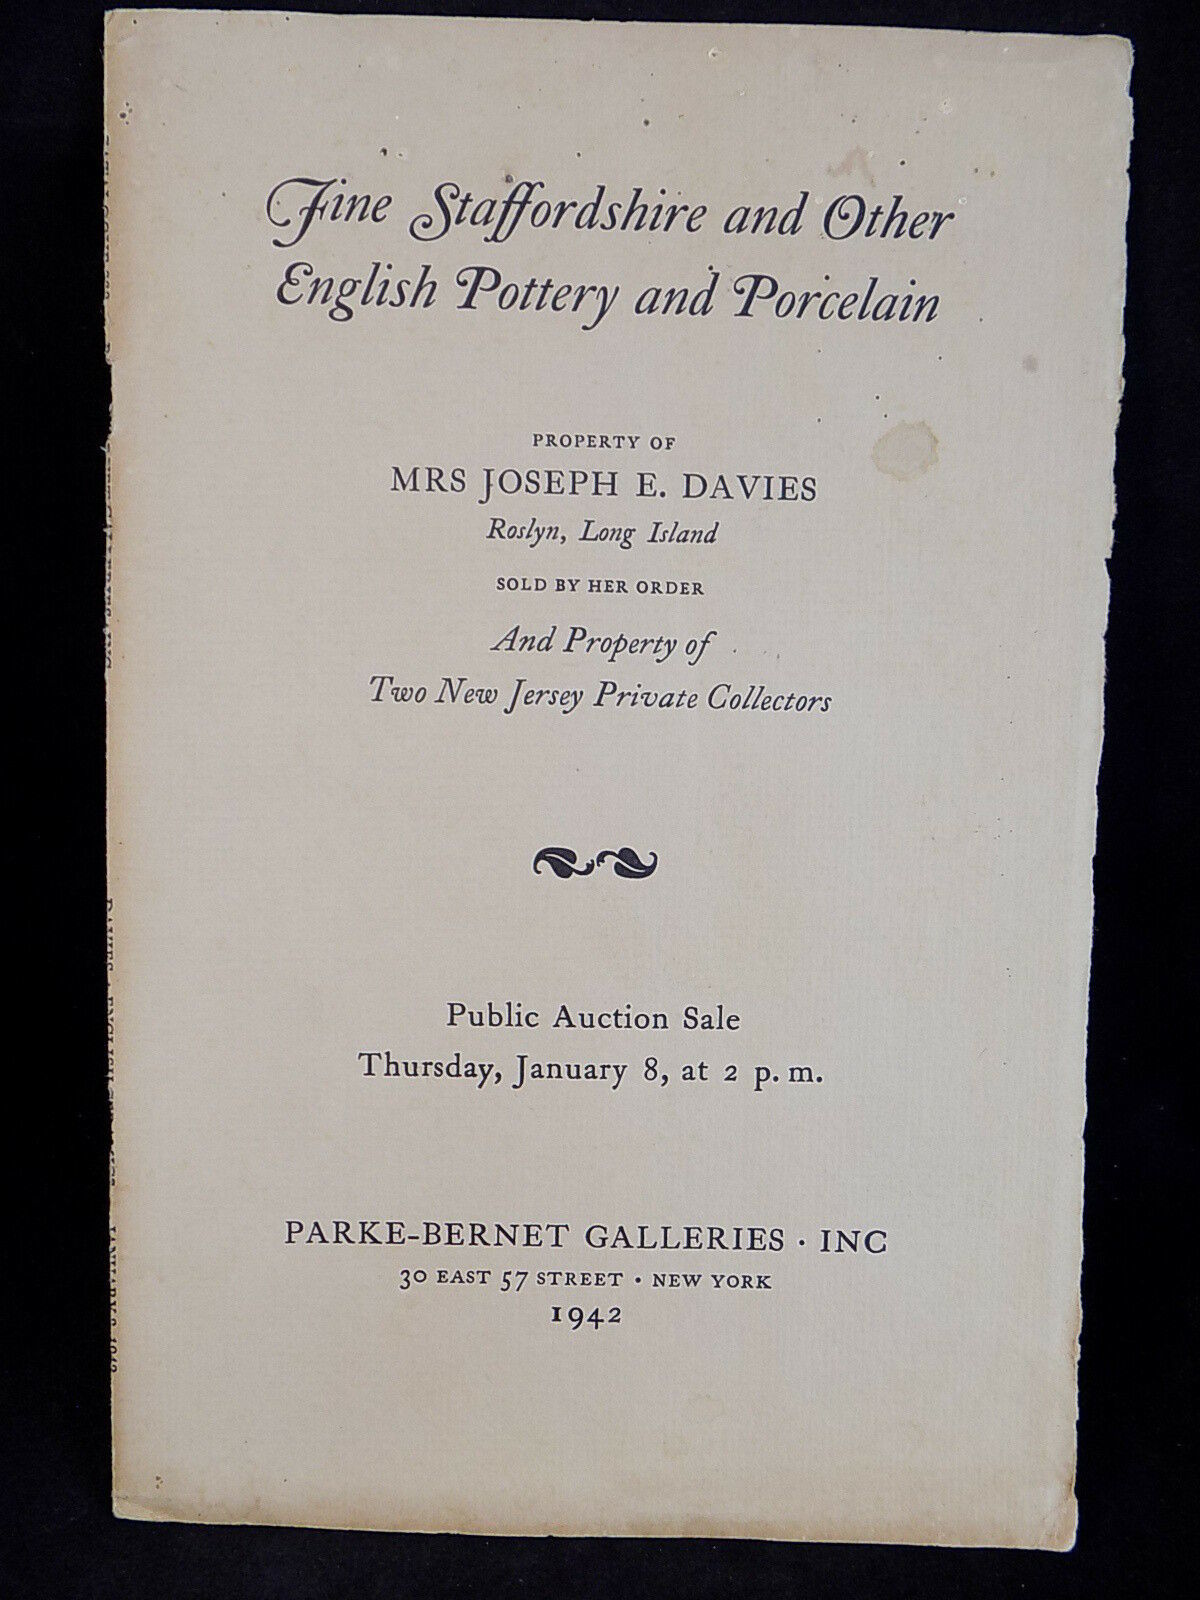 Fine Staffordshire and Other
English Pottery and Porcelain
PROPERTY OF
MRS JOSEPH E. DAVIES
Roslyn, Long Island
SOLD BY HER ORDER
And Property of
Two New Jersey Private Collectors
Public Auction Sale
Thursday, January 8, at 2 p. m.
PARKE-BERNET GALLERIES · INC
30 EAST 57 STREET · NEW YORK
1942